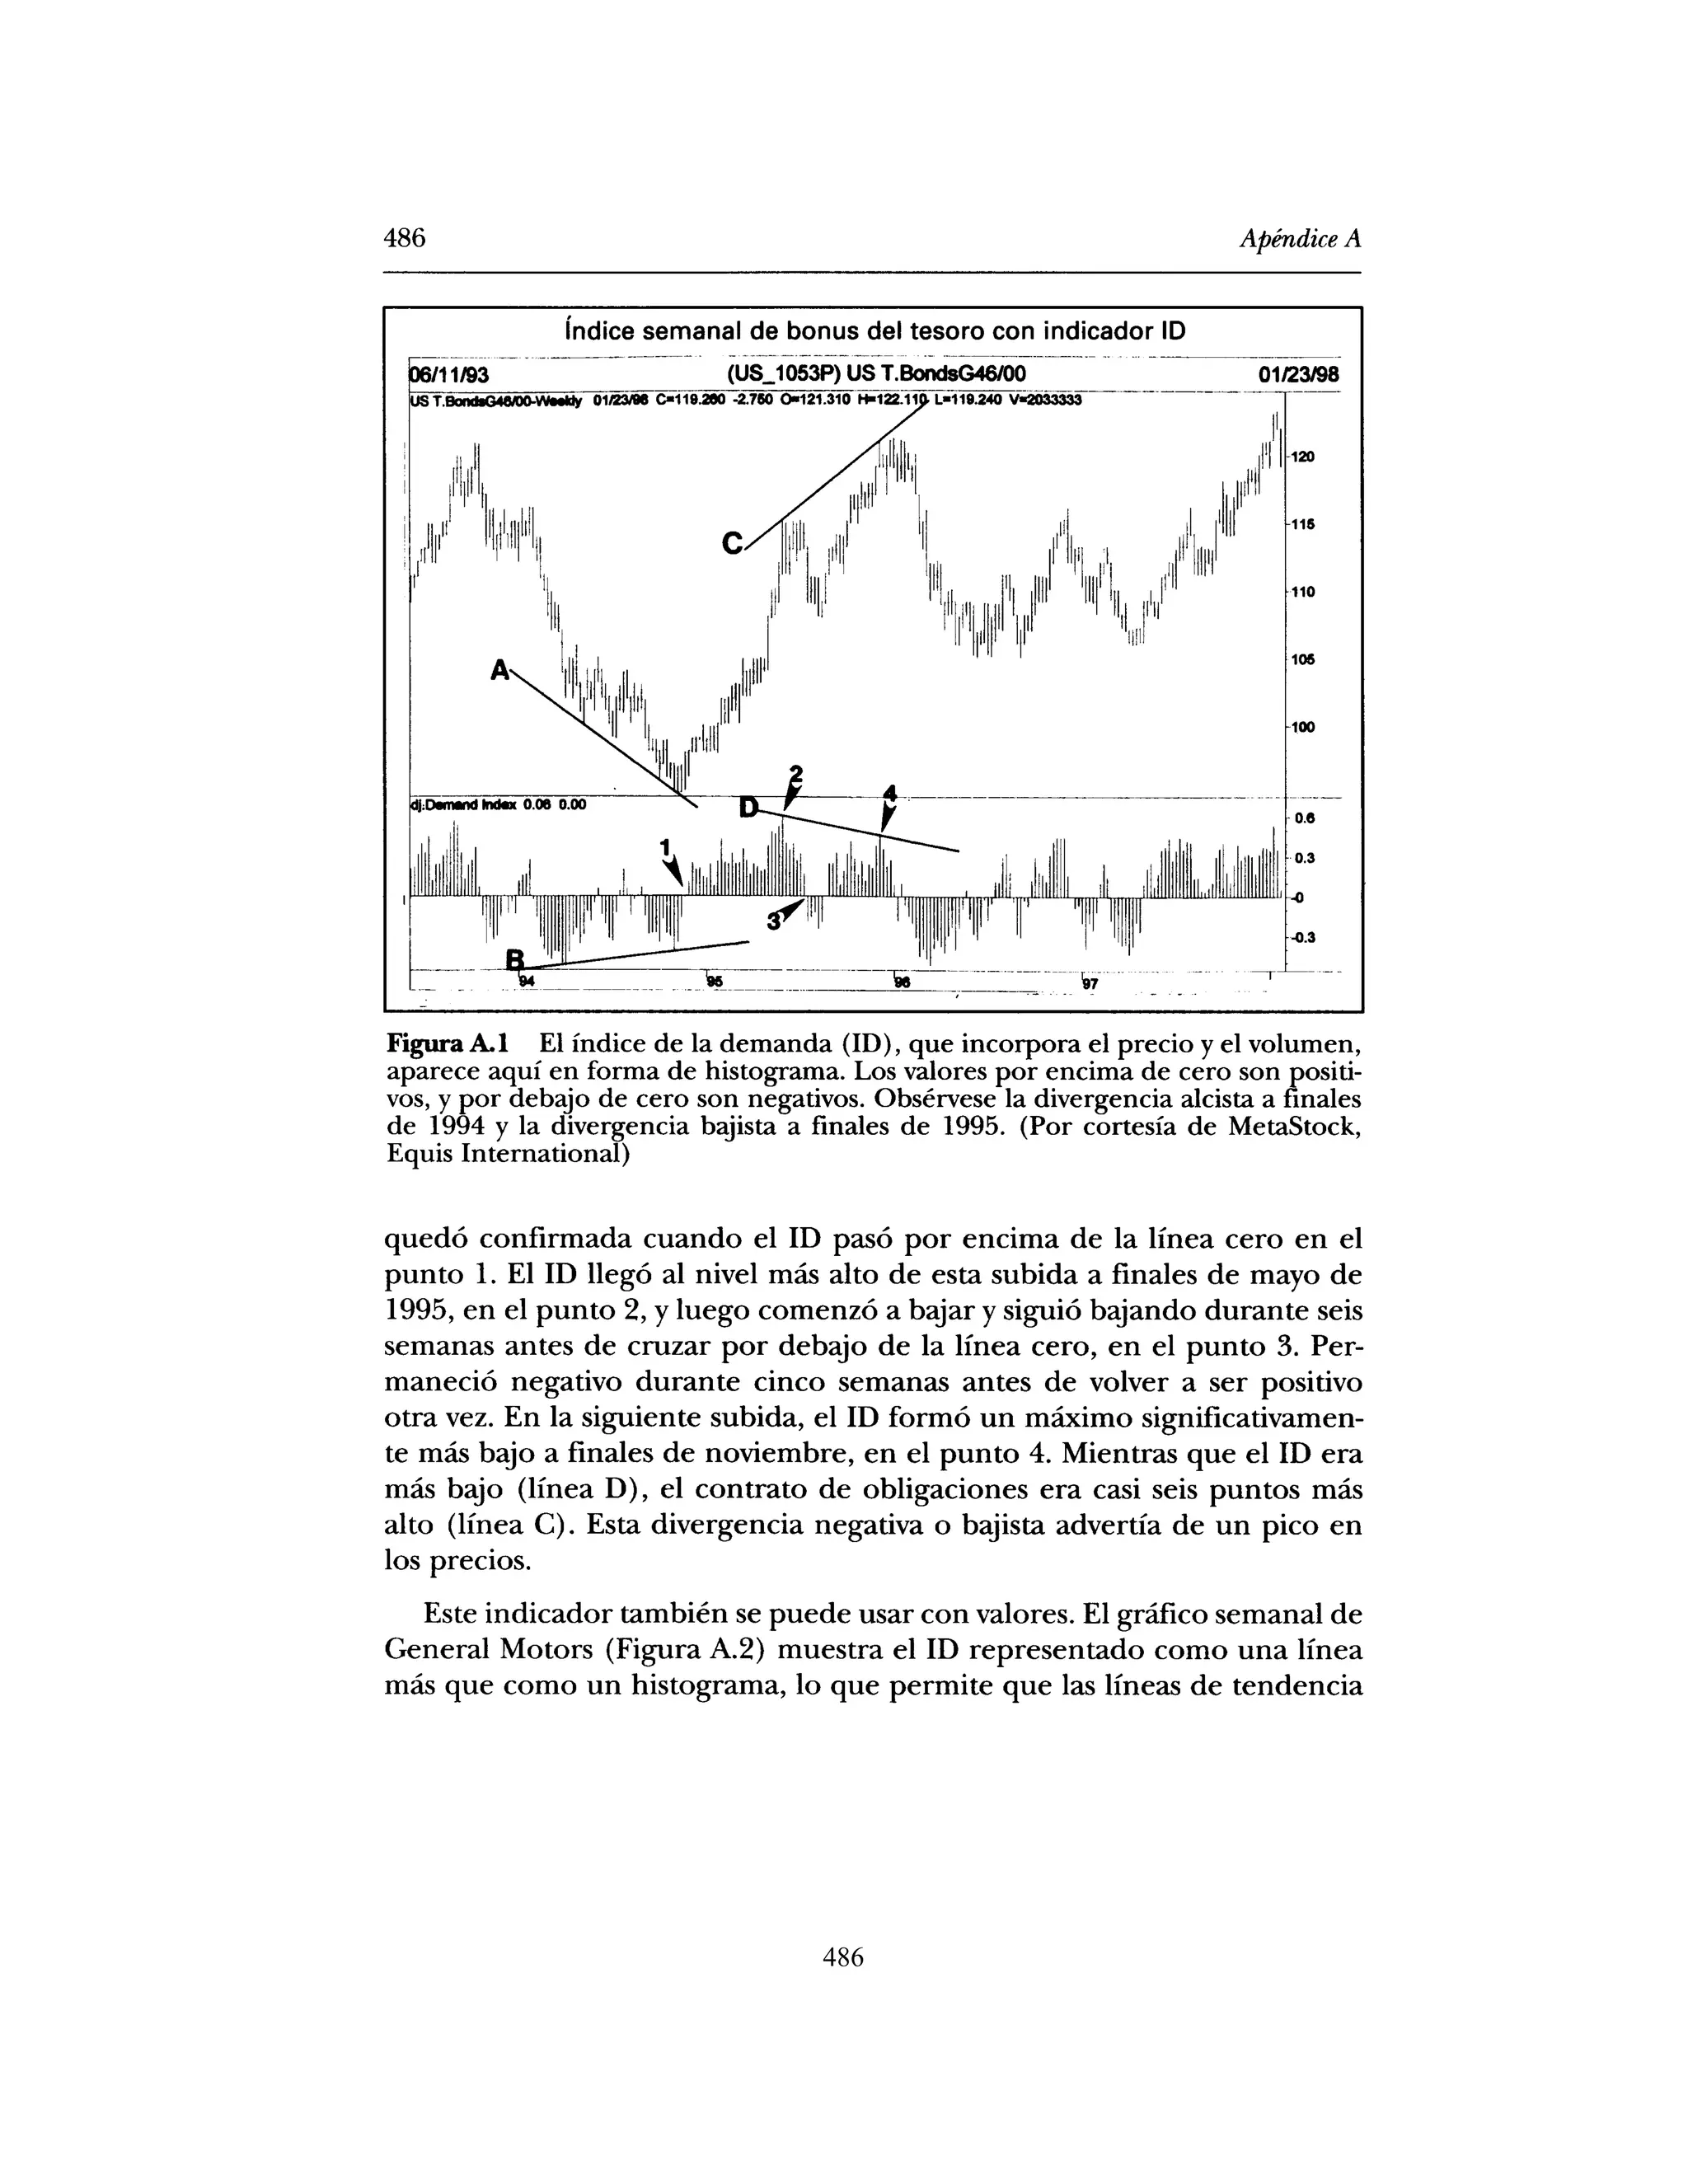 486
Apéndice A
Índice semanal de bonus del tesoro con indicador ID
06/11/93
(US_1053P) US T.BondsG46/00
01/23/98
US T.BondsG46/00-Weekly 01/23/98 C=119.280 -2.750 O=121.310 H=122.110 L=119.240 V=2033333
120
C
115
110
A
105
100
2
4
dj:Demand Index 0.06 0.00
D
0.6
1
0.3
-0
3
-0.3
B
94
95
96
97
Figura A.1 El índice de la demanda (ID), que incorpora el precio y el volumen,
aparece aquí en forma de histograma. Los valores por encima de cero son positi-
vos, y por debajo de cero son negativos. Obsérvese la divergencia alcista a finales
de 1994 y la divergencia bajista a finales de 1995. (Por cortesía de MetaStock,
Equis International)
quedó confirmada cuando el ID pasó por encima de la línea cero en el
punto 1. El ID llegó al nivel más alto de esta subida a finales de mayo de
1995, en el punto 2, y luego comenzó a bajar y siguió bajando durante seis
semanas antes de cruzar por debajo de la línea cero, en el punto 3. Per-
maneció negativo durante cinco semanas antes de volver a ser positivo
otra vez. En la siguiente subida, el ID formó un máximo significativamen-
te más bajo a finales de noviembre, en el punto 4. Mientras que el ID era
más bajo (línea D), el contrato de obligaciones era casi seis puntos más
alto (línea C). Esta divergencia negativa o bajista advertía de un pico en
los precios.
Este indicador también se puede usar con valores. El gráfico semanal de
General Motors (Figura A.2) muestra el ID representado como una línea
más que como un histograma, lo que permite que las líneas de tendencia
486